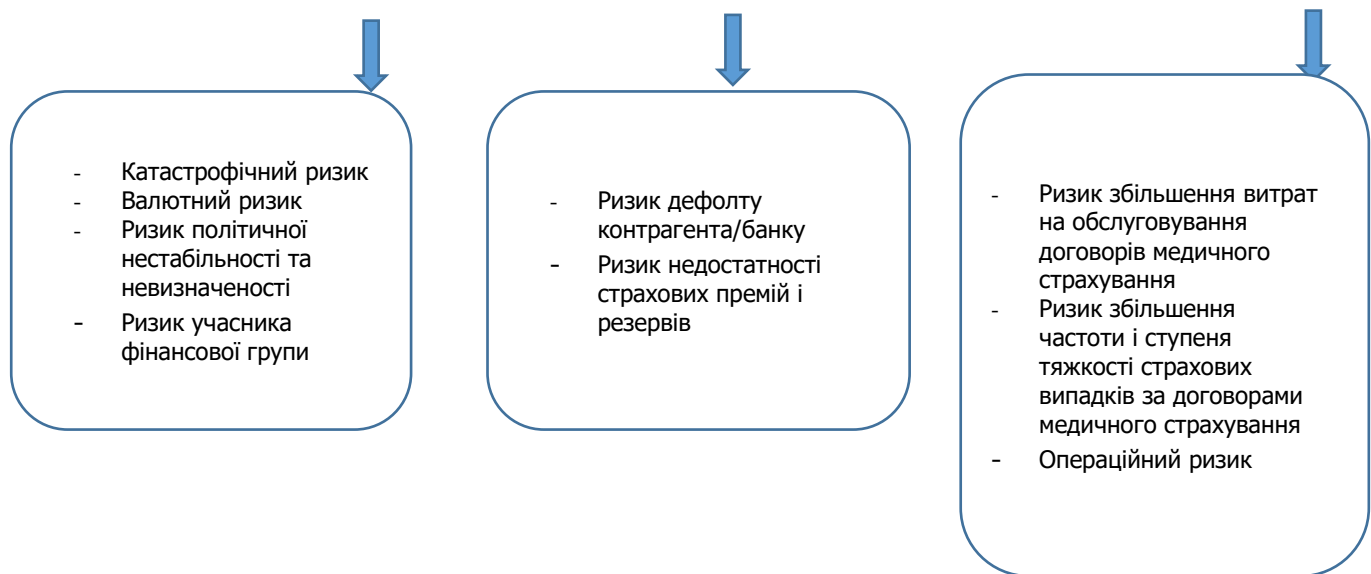 - Катастрофічний ризик
- Валютний ризик
- Ризик політичної
нестабільності та
невизначеності
- Ризик учасника
фінансової групи
- Ризик дефолту
контрагента/банку
- Ризик недостатності
страхових премій і
резервів
- Ризик збільшення витрат
на обслуговування
договорів медичного
страхування
- Ризик збільшення
частоти і ступеня
тяжкості страхових
випадків за договорами
медичного страхування
- Операційний ризик